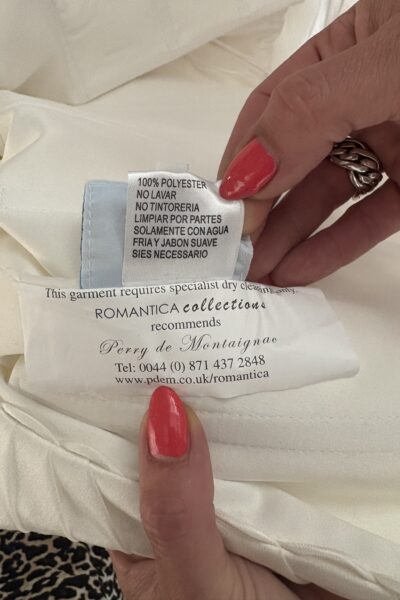 100% POLYESTER
NO LAVAR
NO TINTORERIA
LIMPIAR POR PARTES
SOLAMENTE CON AGUA
FRIA Y JABON SUAVE
SIES NECESSARIO
This garment requires specialist dry cleaning only.
ROMANTICA collections
recommends
Perry de Montaignac
Tel: 0044 (0) 871 437 2848
www.pdem.co.uk/romantica